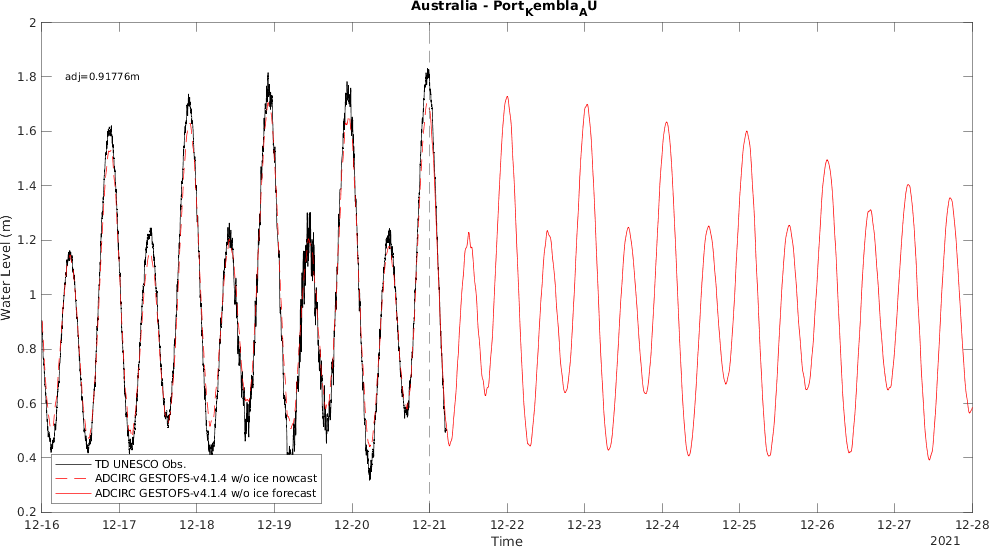 Australia - PortKemblaAU
2
1.8
1.6
1.4
1.2
1
0.8
0.6
0.4
0.2
Water Level (m)
adj=0.91776m
TD UNESCO Obs.
ADCIRC GESTOFS-v4.1.4 w/o ice nowcast
ADCIRC GESTOFS-v4.1.4 w/o ice forecast
12-16 12-17 12-18 12-19 12-20 12-21 12-22 12-23 12-24 12-25 12-26 12-27 12-28
Time
2021